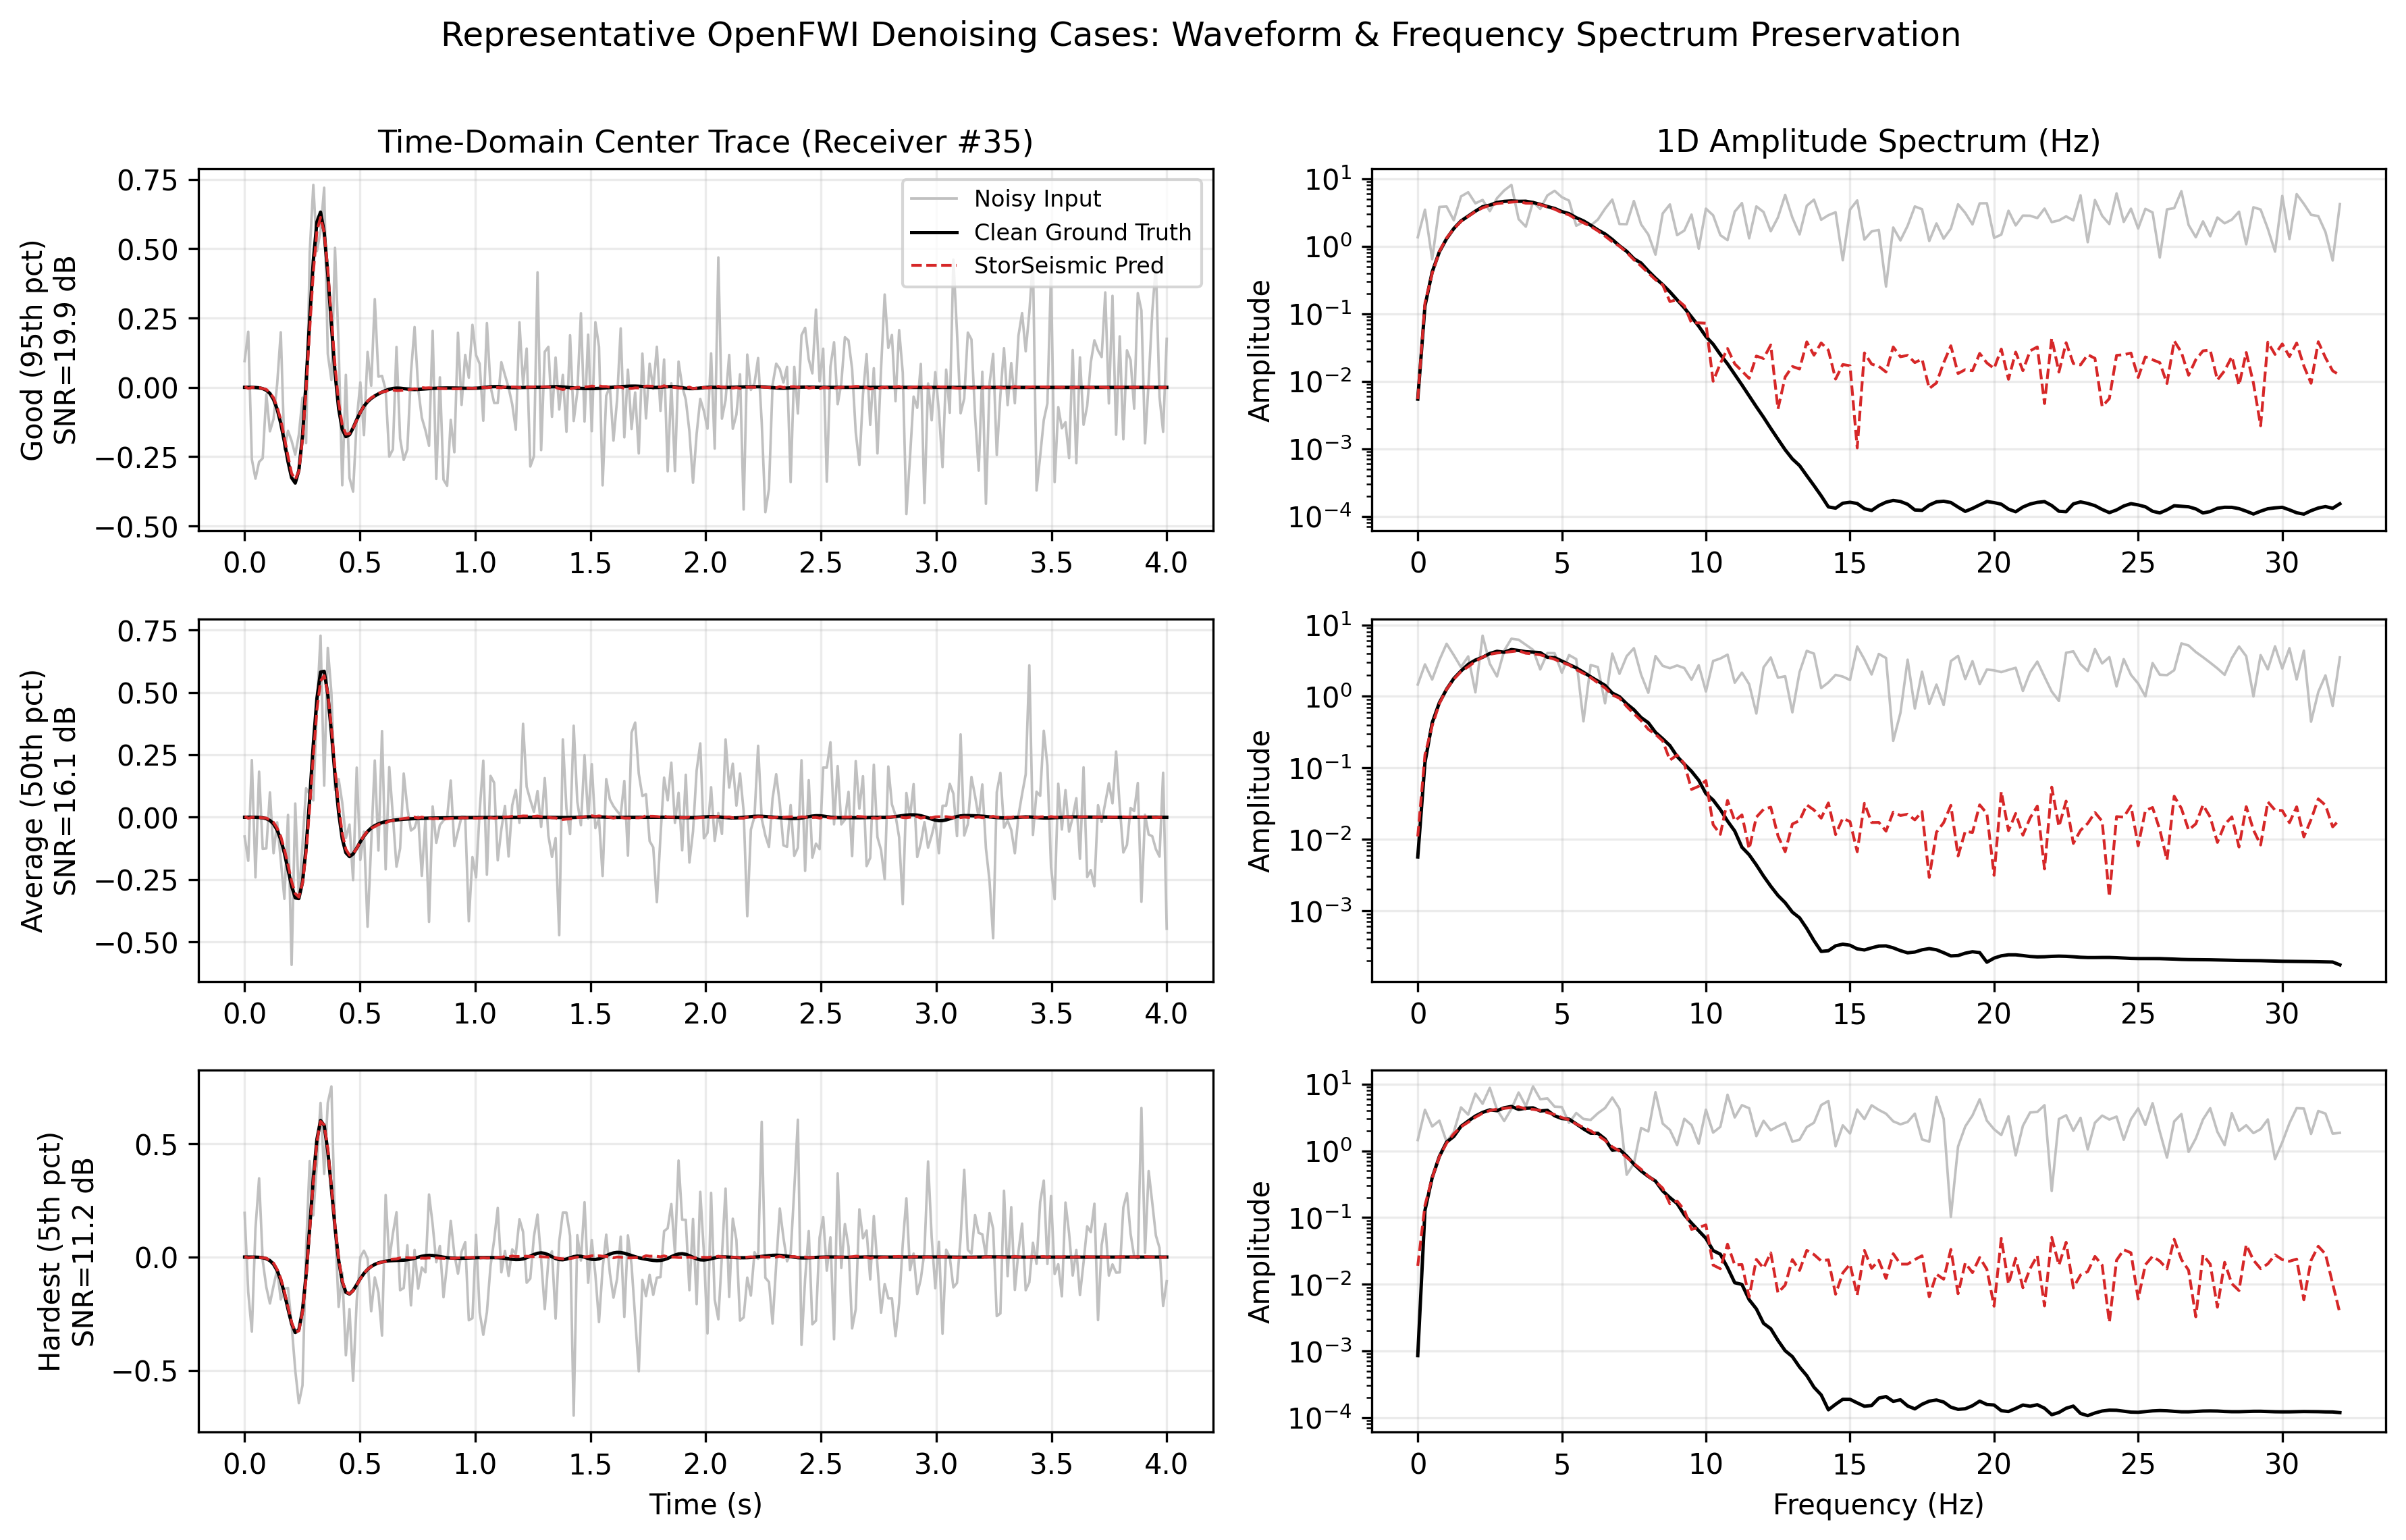 Representative OpenFWI Denoising Cases: Waveform & Frequency Spectrum Preservation
Time-Domain Center Trace (Receiver #35)
Good (95th pct)
SNR=19.9 dB
0.75
0.50
0.25
0.00
−0.25
−0.50
Noisy Input
Clean Ground Truth
StorSeismic Pred
0.0 0.5 1.0 1.5 2.0 2.5 3.0 3.5 4.0
1D Amplitude Spectrum (Hz)
Amplitude
10¹
10⁰
10⁻¹
10⁻²
10⁻³
10⁻⁴
0 5 10 15 20 25 30
Average (50th pct)
SNR=16.1 dB
0.75
0.50
0.25
0.00
−0.25
−0.50
0.0 0.5 1.0 1.5 2.0 2.5 3.0 3.5 4.0
Amplitude
10¹
10⁰
10⁻¹
10⁻²
10⁻³
0 5 10 15 20 25 30
Hardest (5th pct)
SNR=11.2 dB
0.5
0.0
−0.5
0.0 0.5 1.0 1.5 2.0 2.5 3.0 3.5 4.0
Time (s)
Amplitude
10¹
10⁰
10⁻¹
10⁻²
10⁻³
10⁻⁴
0 5 10 15 20 25 30
Frequency (Hz)